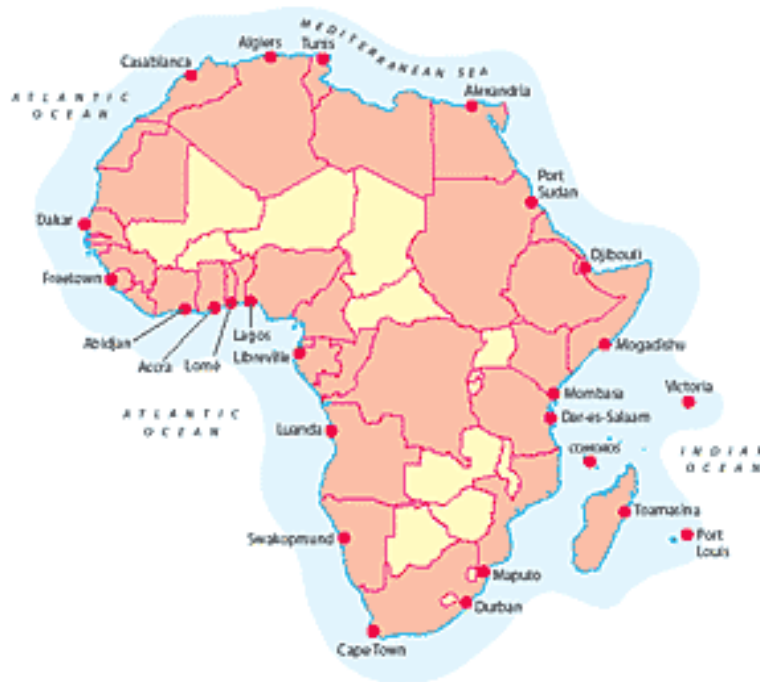 MEDITERRANEAN SEA
Algiers
Tunis
Casablanca
Alexandria
ATLANTIC
OCEAN
Port
Sudan
Dakar
Djibouti
Freetown
Abidjan
Accra
Lomé
Lagos
Libreville
Mogadishu
Mombasa
Victoria
Dar-es-Salaam
ATLANTIC
OCEAN
Luanda
COMOROS
INDIAN
OCEAN
Toamasina
Swakopmund
Port
Louis
Maputo
Durban
Cape Town